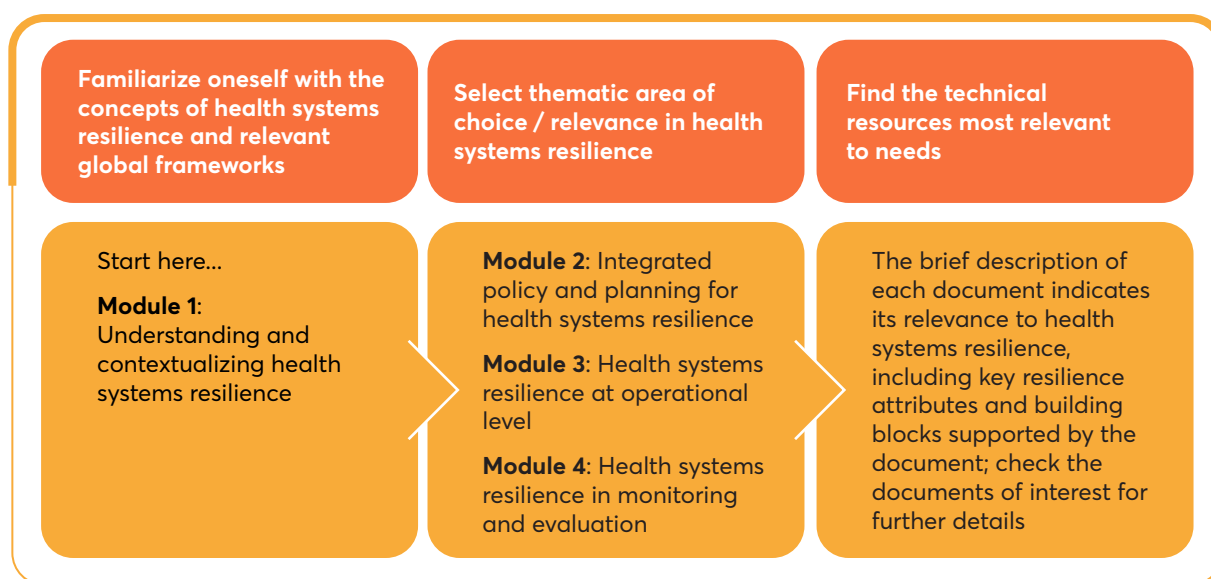 Familiarize oneself with the
concepts of health systems
resilience and relevant
global frameworks
Select thematic area of
choice / relevance in health
systems resilience
Find the technical
resources most relevant
to needs
Start here...
Module 1:
Understanding and
contextualizing health
systems resilience
Module 2: Integrated
policy and planning for
health systems resilience
Module 3: Health systems
resilience at operational
level
Module 4: Health systems
resilience in monitoring
and evaluation
The brief description of
each document indicates
its relevance to health
systems resilience,
including key resilience
attributes and building
blocks supported by the
document; check the
documents of interest for
further details